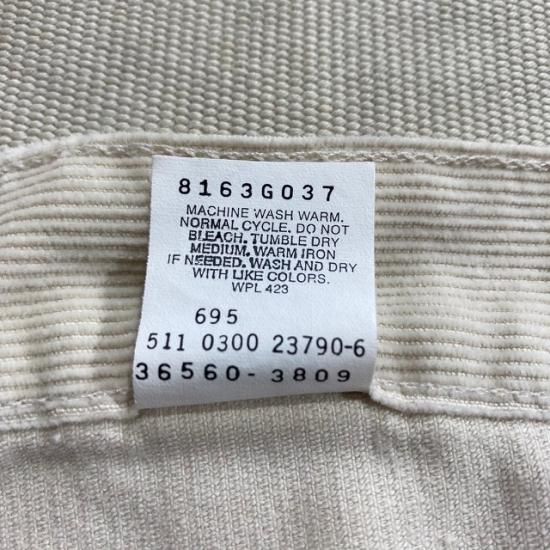 8163G037
MACHINE WASH WARM.
NORMAL CYCLE. DO NOT
BLEACH. TUMBLE DRY
MEDIUM. WARM IRON
IF NEEDED. WASH AND DRY
WITH LIKE COLORS.
WPL 423
695
511 0300 23790-6
36560-3809